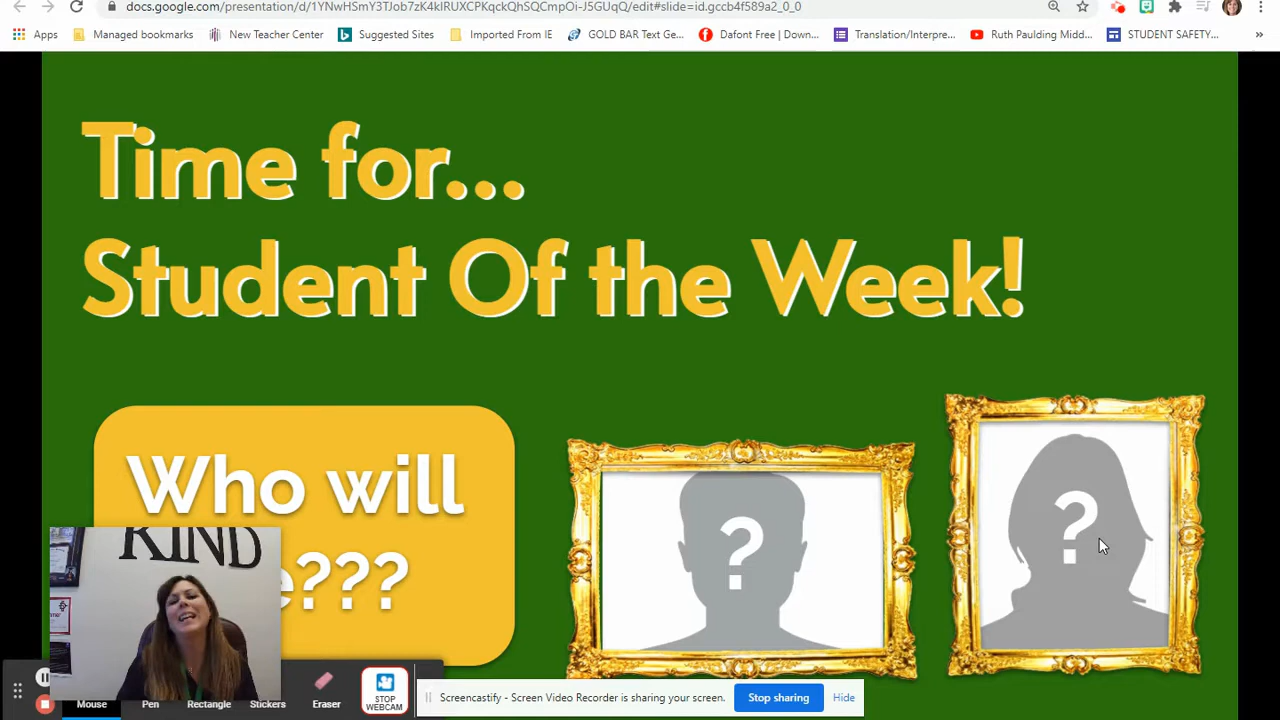 docs.google.com/presentation/d/1YNwHSmY3TJob7zK4kIRUXCPKqckQhSQCmpOi-J5GUqQ/edit#slide=id.gccb4f589a2_0_0
Apps Managed bookmarks New Teacher Center Suggested Sites Imported From IE GOLD BAR Text Ge... Dafont Free | Down... Translation/Interpre... Ruth Paulding Midd... STUDENT SAFETY... »
Time for...
Student Of the Week!
Who will
e???
?
?
KIND
Mouse Pen Rectangle Stickers Eraser STOP WEBCAM
Screencastify - Screen Video Recorder is sharing your screen. Stop sharing Hide